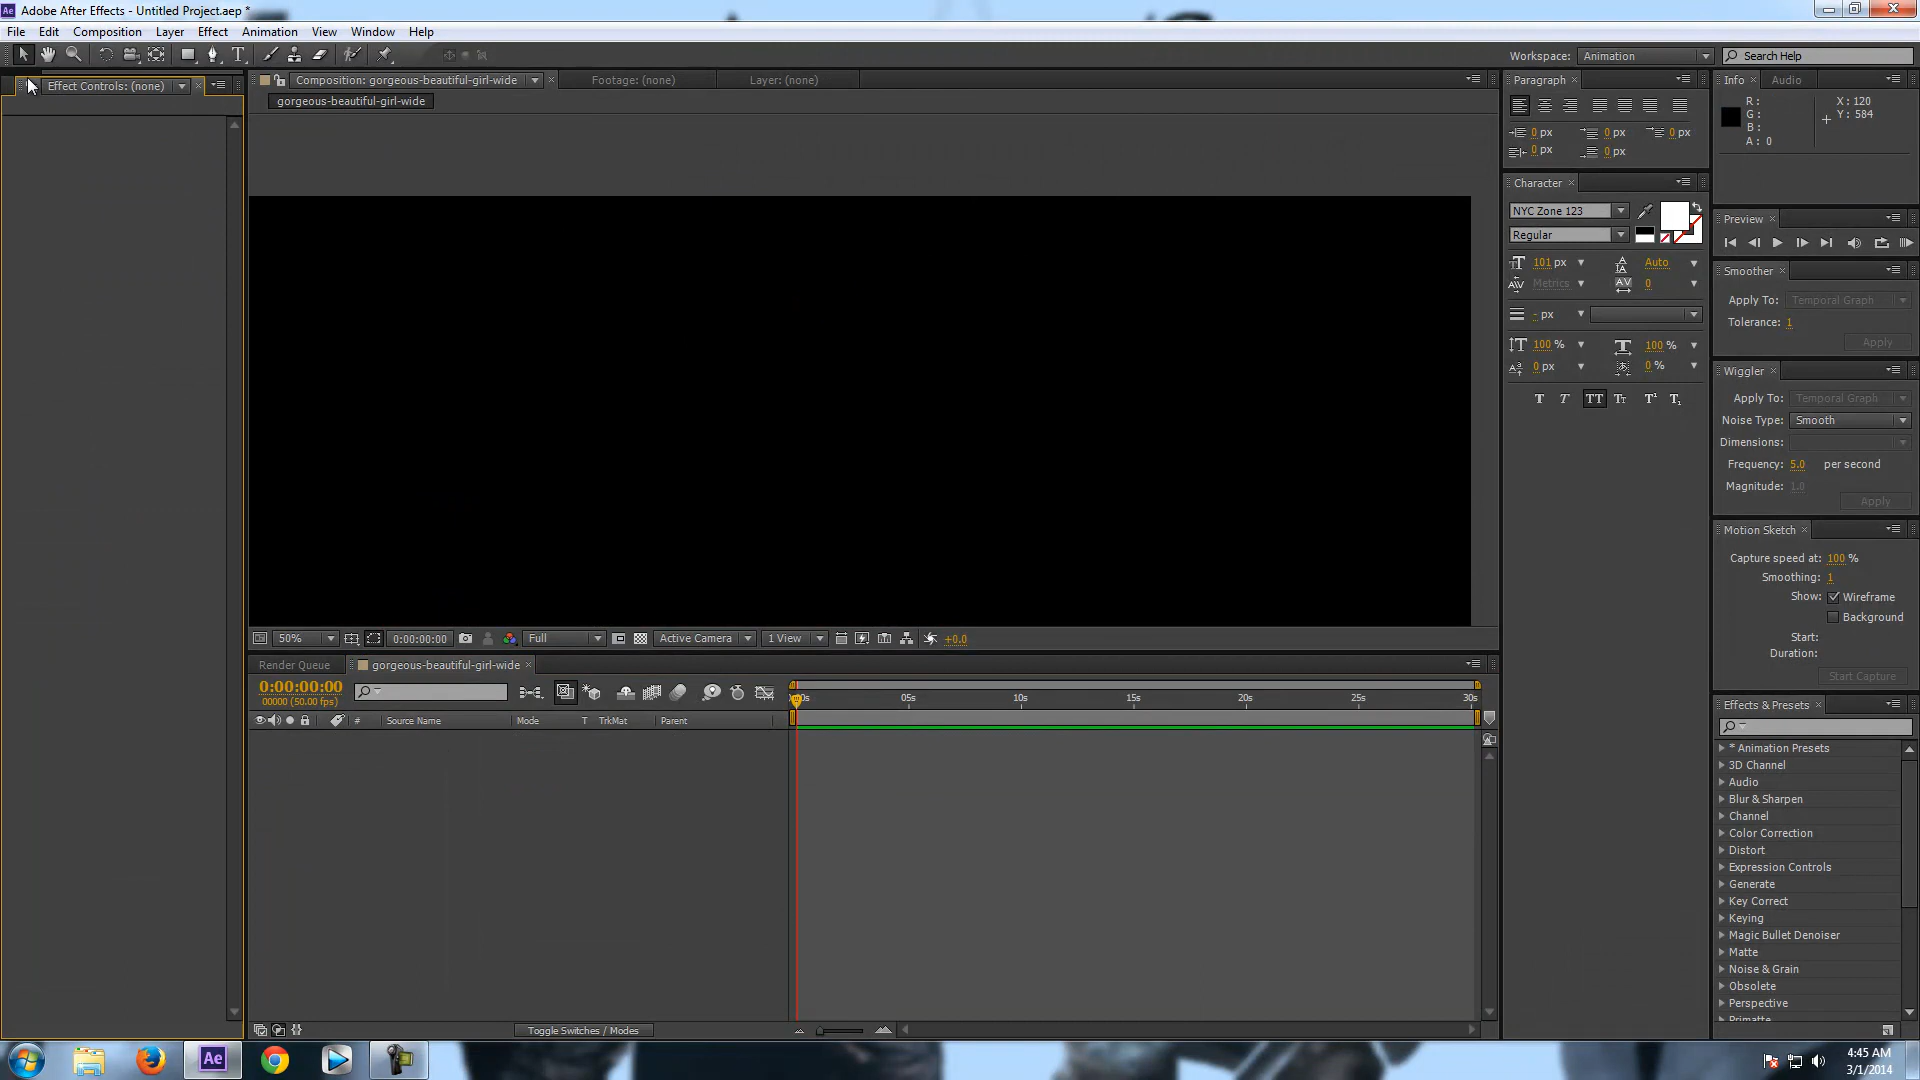 Adobe After Effects - Untitled Project.aep *
File Edit Composition Layer Effect Animation View Window Help
Workspace: Animation
Search Help
Effect Controls: (none)
Composition: gorgeous-beautiful-girl-wide
Footage: (none)
Layer: (none)
gorgeous-beautiful-girl-wide
Paragraph
0 px 0 px 0 px
0 px 0 px
Character
NYC Zone 123
Regular
101 px Auto
Metrics 0
- px
100 % 100 %
0 px 0 %
T T TT Tt T¹ T₁
Info Audio
R : X : 120
G : Y : 584
B :
A : 0
Preview
Smoother
Apply To: Temporal Graph
Tolerance: 1
Apply
Wiggler
Apply To: Temporal Graph
Noise Type: Smooth
Dimensions:
Frequency: 5.0 per second
Magnitude: 1.0
Apply
Motion Sketch
Capture speed at: 100 %
Smoothing: 1
Show: Wireframe
Background
Start:
Duration:
Start Capture
Effects & Presets
* Animation Presets
3D Channel
Audio
Blur & Sharpen
Channel
Color Correction
Distort
Expression Controls
Generate
Key Correct
Keying
Magic Bullet Denoiser
Matte
Noise & Grain
Obsolete
Perspective
Primatte
50% 0:00:00:00 Full Active Camera 1 View +0.0
Render Queue gorgeous-beautiful-girl-wide
0:00:00:00
00000 (50.00 fps)
05s 10s 15s 20s 25s 30s
# Source Name Mode T TrkMat Parent
Toggle Switches / Modes
4:45 AM
3/1/2014